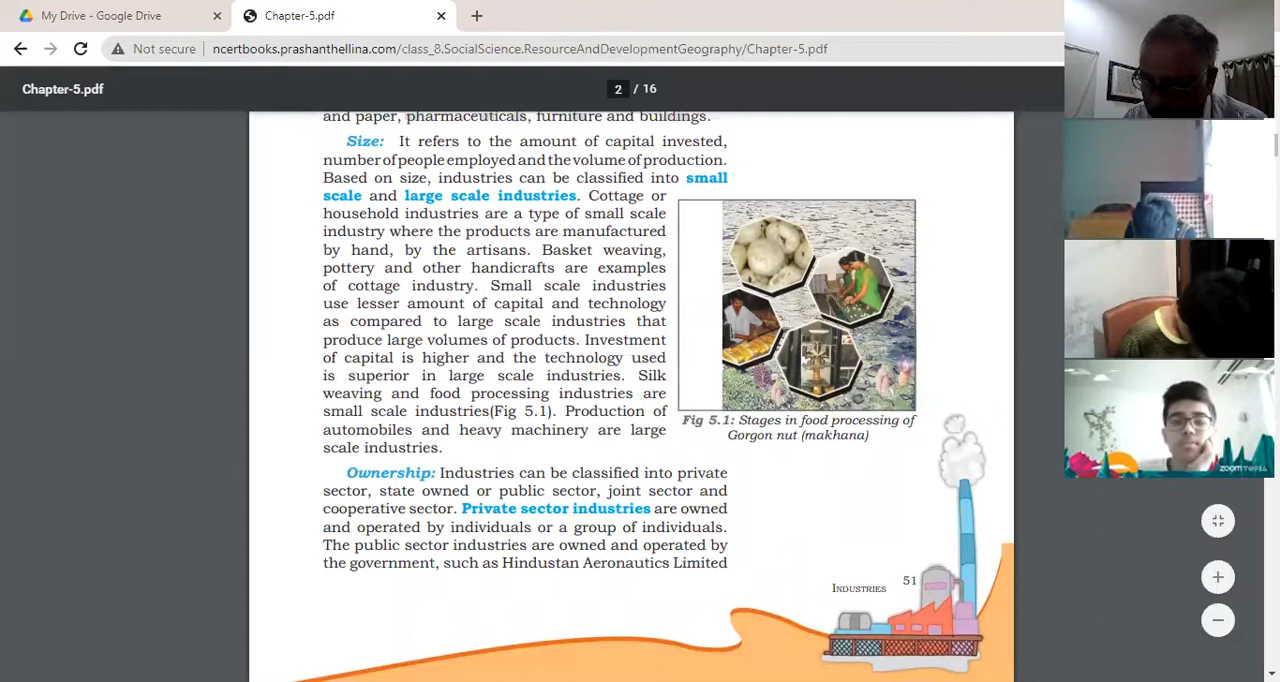 My Drive - Google Drive
Chapter-5.pdf
Not secure
ncertbooks.prashanthellina.com/class_8.SocialScience.ResourceAndDevelopmentGeography/Chapter-5.pdf
Chapter-5.pdf
2 / 16
and paper, pharmaceuticals, furniture and buildings.
Size: It refers to the amount of capital invested,
number of people employed and the volume of production.
Based on size, industries can be classified into small
scale and large scale industries. Cottage or
household industries are a type of small scale
industry where the products are manufactured
by hand, by the artisans. Basket weaving,
pottery and other handicrafts are examples
of cottage industry. Small scale industries
use lesser amount of capital and technology
as compared to large scale industries that
produce large volumes of products. Investment
of capital is higher and the technology used
is superior in large scale industries. Silk
weaving and food processing industries are
small scale industries(Fig 5.1). Production of
automobiles and heavy machinery are large
scale industries.
Fig 5.1: Stages in food processing of
Gorgon nut (makhana)
Ownership: Industries can be classified into private
sector, state owned or public sector, joint sector and
cooperative sector. Private sector industries are owned
and operated by individuals or a group of individuals.
The public sector industries are owned and operated by
the government, such as Hindustan Aeronautics Limited
Industries 51
zoom